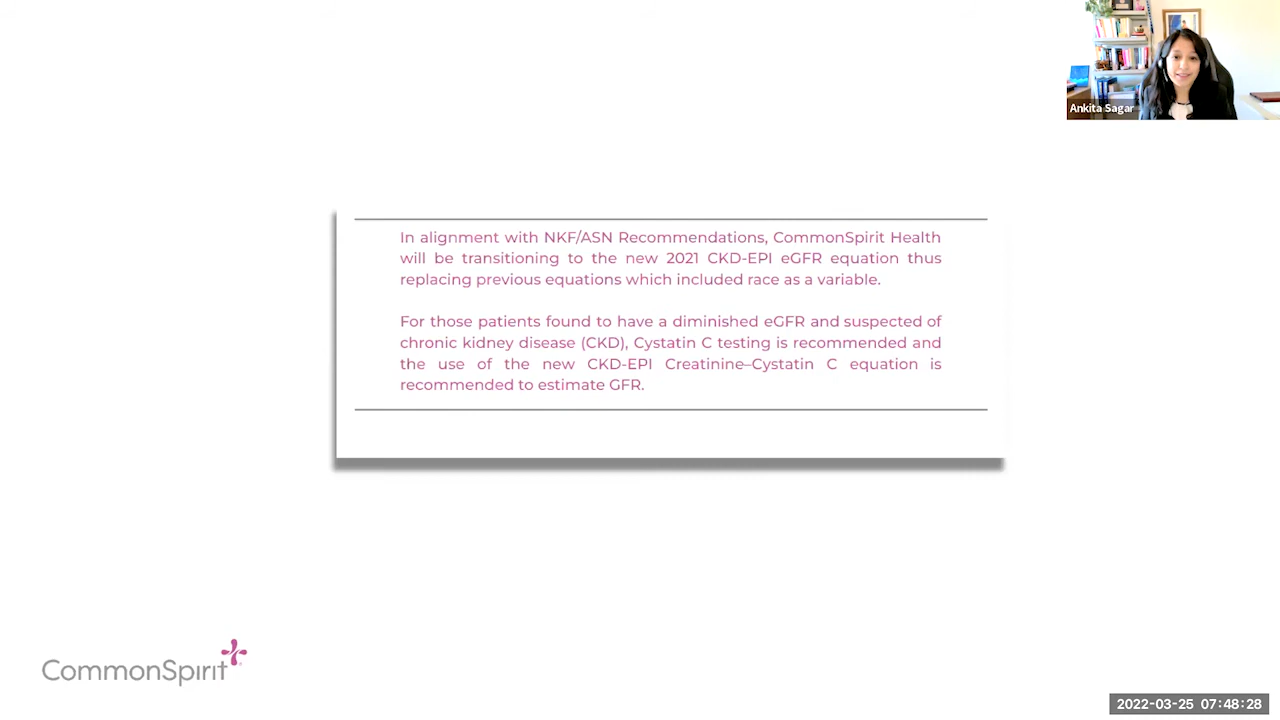 Ankita Sagar
In alignment with NKF/ASN Recommendations, CommonSpirit Health
will be transitioning to the new 2021 CKD-EPI eGFR equation thus
replacing previous equations which included race as a variable.
For those patients found to have a diminished eGFR and suspected of
chronic kidney disease (CKD), Cystatin C testing is recommended and
the use of the new CKD-EPI Creatinine–Cystatin C equation is
recommended to estimate GFR.
CommonSpirit
2022-03-25 07:48:28